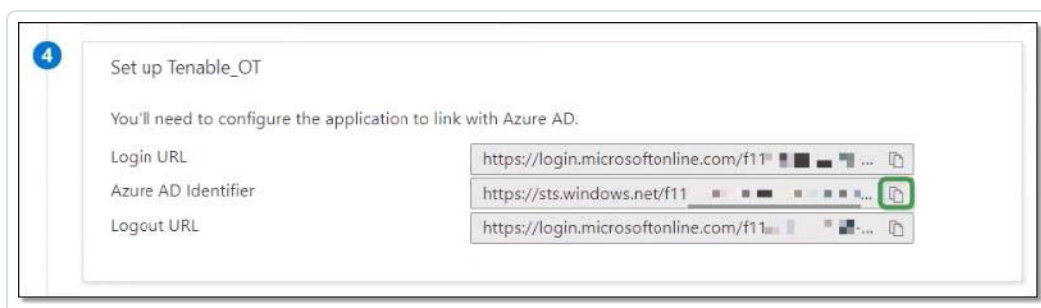 4
Set up Tenable_OT
You'll need to configure the application to link with Azure AD.
Login URL
https://login.microsoftonline.com/f11 ...
Azure AD Identifier
https://sts.windows.net/f11 ...
Logout URL
https://login.microsoftonline.com/f11 -...